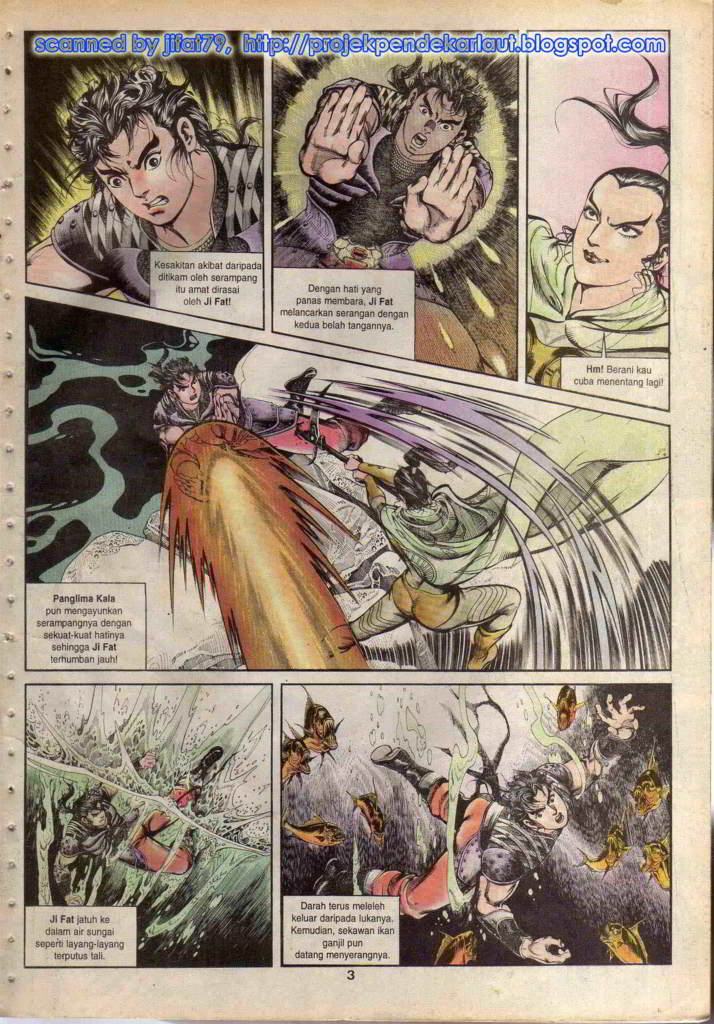 scanned by jifat79, http://projekpendekarlaut.blogspot.com
Kesakitan akibat daripada
ditikam oleh serampang
itu amat dirasai
oleh Ji Fat!
Dengan hati yang
panas membara, Ji Fat
melancarkan serangan dengan
kedua belah tangannya.
Hm! Berani kau
cuba menentang lagi!
Panglima Kala
pun mengayunkan
serampangnya dengan
sekuat-kuat hatinya
sehingga Ji Fat
terhumban jauh!
Ji Fat jatuh ke
dalam air sungai
seperti layang-layang
terputus tali.
Darah terus meleleh
keluar daripada lukanya.
Kemudian, sekawan ikan
ganjil pun
datang menyerangnya.
3